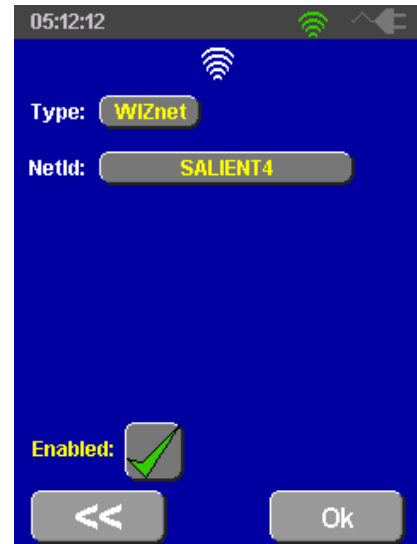 05:12:12
Type: WIZnet
NetId: SALIENT4
Enabled:
<< Ok